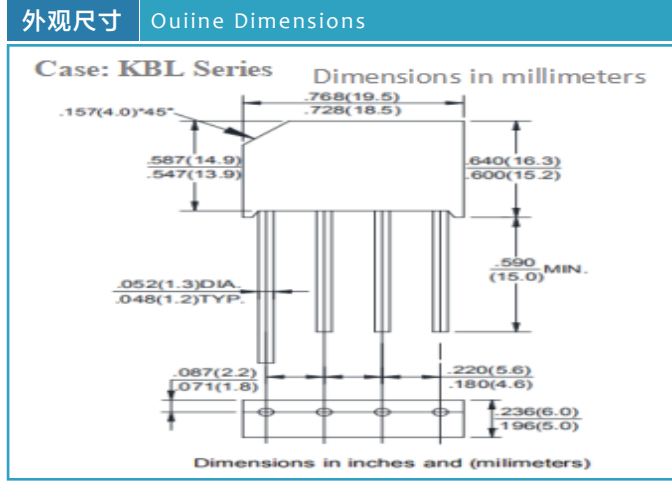 外观尺寸 Ouiine Dimensions
Case: KBL Series
Dimensions in millimeters
.768(19.5)
.728(18.5)
.157(4.0)*45°
.587(14.9)
.547(13.9)
.640(16.3)
.600(15.2)
.590
(15.0)
MIN.
.052(1.3)DIA.
.048(1.2)TYP.
.087(2.2)
.071(1.8)
.220(5.6)
.180(4.6)
.236(6.0)
.196(5.0)
Dimensions in inches and (milimeters)